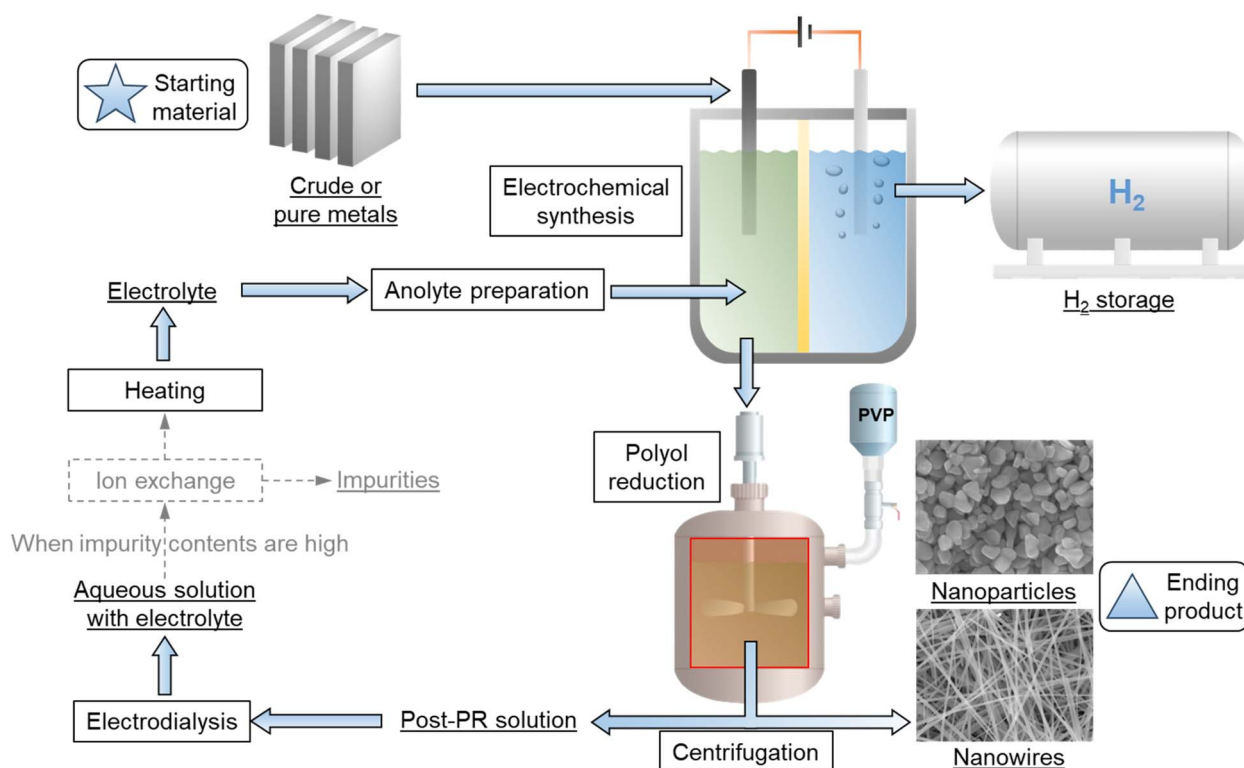 Starting
material
Crude or
pure metals
Electrochemical
synthesis
H₂
H₂ storage
Electrolyte
Anolyte preparation
Heating
Ion exchange
Impurities
When impurity contents are high
Aqueous solution
with electrolyte
Electrodialysis
Polyol
reduction
PVP
Nanoparticles
Ending
product
Post-PR solution
Centrifugation
Nanowires